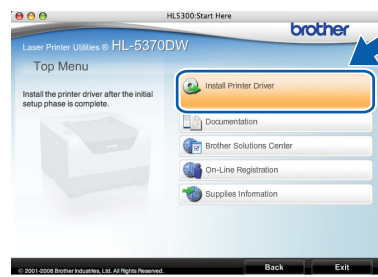 HL5300:Start Here
brother
Laser Printer Utilities ® HL-5370DW
Top Menu
Install the printer driver after the initial
setup phase is complete.
Install Printer Driver
Documentation
Brother Solutions Center
On-Line Registration
Supplies Information
© 2001-2008 Brother Industries, Ltd. All Rights Reserved.
Back
Exit